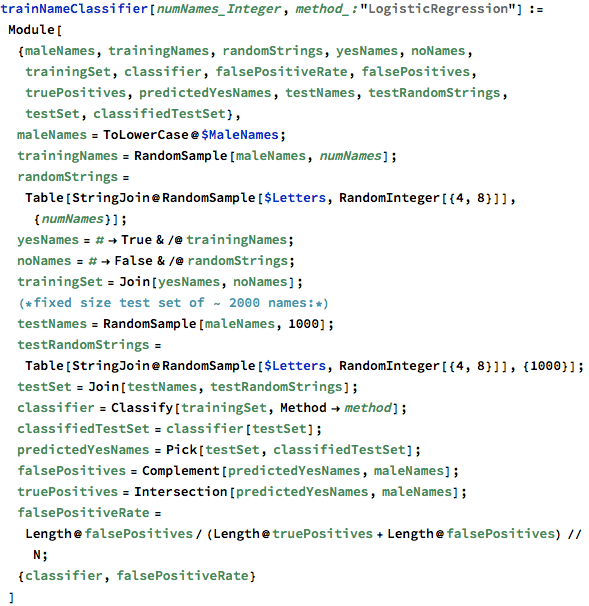 trainNameClassifier[numNames_Integer, method_:"LogisticRegression"] :=
Module[
{maleNames, trainingNames, randomStrings, yesNames, noNames,
trainingSet, classifier, falsePositiveRate, falsePositives,
truePositives, predictedYesNames, testNames, testRandomStrings,
testSet, classifiedTestSet},
maleNames = ToLowerCase@$MaleNames;
trainingNames = RandomSample[maleNames, numNames];
randomStrings =
Table[StringJoin@RandomSample[$Letters, RandomInteger[{4, 8}]],
{numNames}];
yesNames = # → True & /@ trainingNames;
noNames = # → False & /@ randomStrings;
trainingSet = Join[yesNames, noNames];
(*fixed size test set of ~ 2000 names:*)
testNames = RandomSample[maleNames, 1000];
testRandomStrings =
Table[StringJoin@RandomSample[$Letters, RandomInteger[{4, 8}]], {1000}];
testSet = Join[testNames, testRandomStrings];
classifier = Classify[trainingSet, Method → method];
classifiedTestSet = classifier[testSet];
predictedYesNames = Pick[testSet, classifiedTestSet];
falsePositives = Complement[predictedYesNames, maleNames];
truePositives = Intersection[predictedYesNames, maleNames];
falsePositiveRate =
Length@falsePositives / (Length@truePositives + Length@falsePositives) //
N;
{classifier, falsePositiveRate}
]